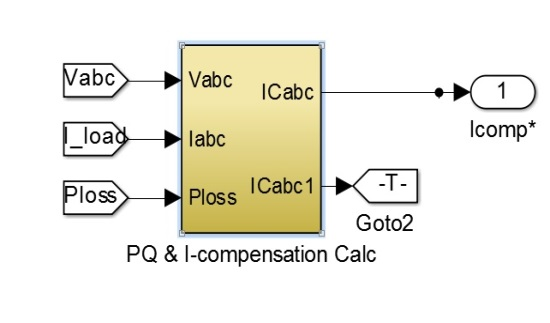 Vabc
I_load
Ploss
Vabc
Iabc
Ploss
ICabc
ICabc1
1
Icomp*
-T-
Goto2
PQ & I-compensation Calc